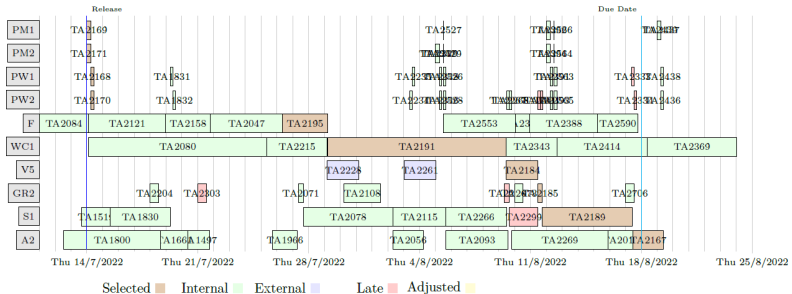 Release Due Date
PM1 TA2169 TA2527
PM2 TA2171
PW1 TA2168 TA1831 TA2438
PW2 TA2170 TA1832 TA2436
F TA2084 TA2121 TA2158 TA2047 TA2195 TA2553 TA2388 TA2590
WC1 TA2080 TA2215 TA2191 TA2343 TA2414 TA2369
V5 TA2228 TA2261 TA2184
GR2 TA2204 TA2303 TA2071 TA2108 TA2185 TA2706
S1 TA1830 TA2078 TA2115 TA2266 TA2299 TA2189
A2 TA1800 TA1966 TA2056 TA2093 TA2269 TA2167
Thu 14/7/2022 Thu 21/7/2022 Thu 28/7/2022 Thu 4/8/2022 Thu 11/8/2022 Thu 18/8/2022 Thu 25/8/2022
Selected Internal External Late Adjusted